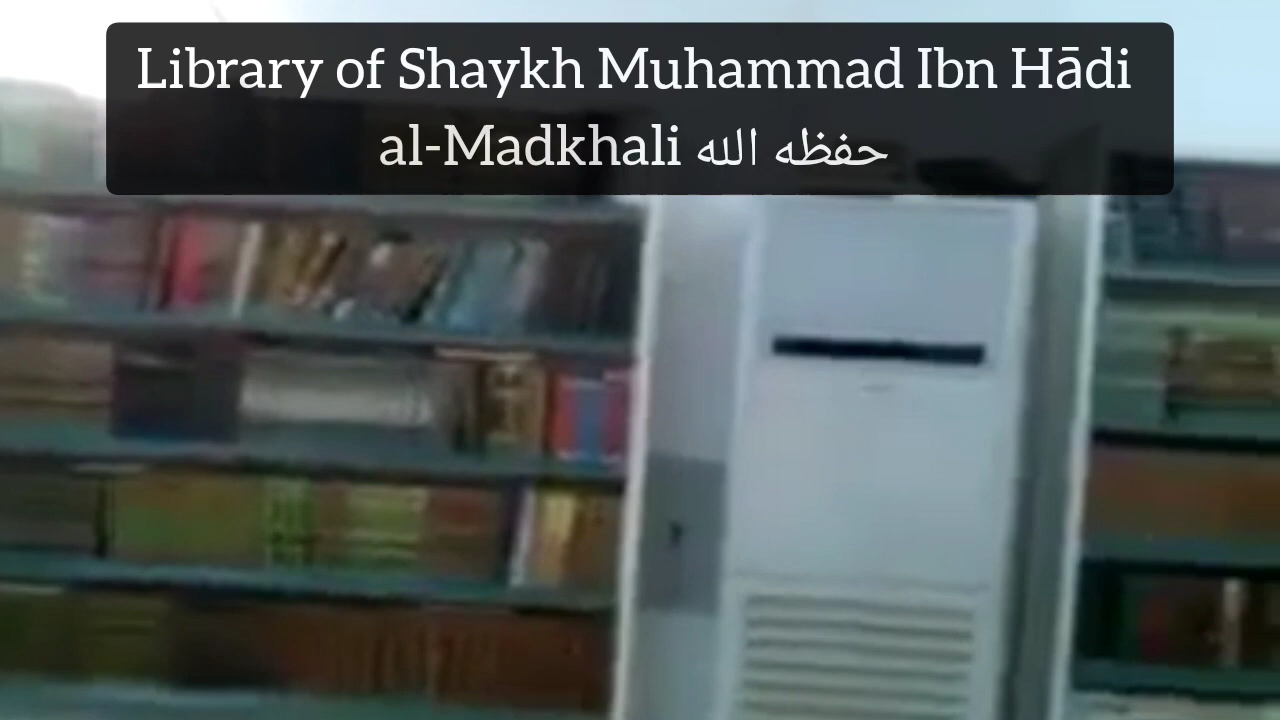 Library of Shaykh Muhammad Ibn Hādi
al-Madkhali حفظه الله